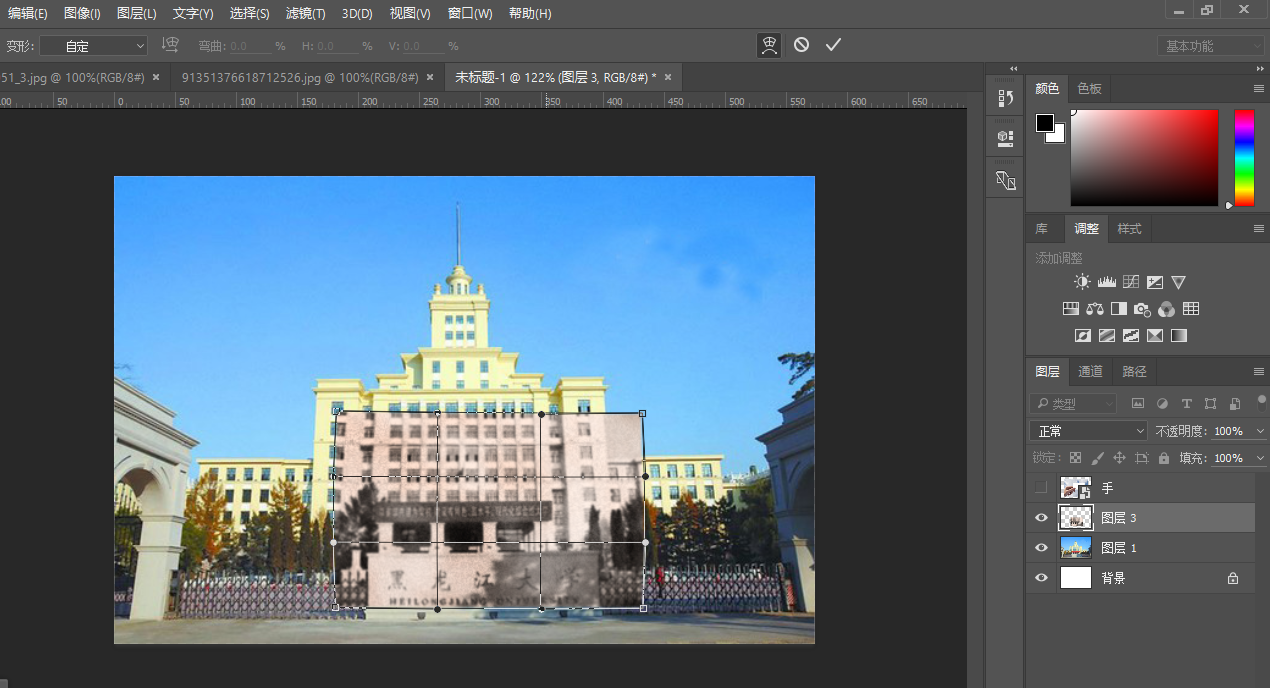 编辑(E) 图像(I) 图层(L) 文字(Y) 选择(S) 滤镜(T) 3D(D) 视图(V) 窗口(W) 帮助(H)
变形: 自定 弯曲: 0.0 % H: 0.0 % V: 0.0 % 基本功能
51_3.jpg @ 100%(RGB/8#) × 91351376618712526.jpg @ 100%(RGB/8#) × 未标题-1 @ 122% (图层 3, RGB/8#) * ×
00 50 0 50 100 150 200 250 300 350 400 450 500 550 600 650
颜色 色板
库 调整 样式
添加调整
图层 通道 路径
类型
正常 不透明度: 100%
锁定: 填充: 100%
手
图层 3
图层 1
背景
黑龙江大学